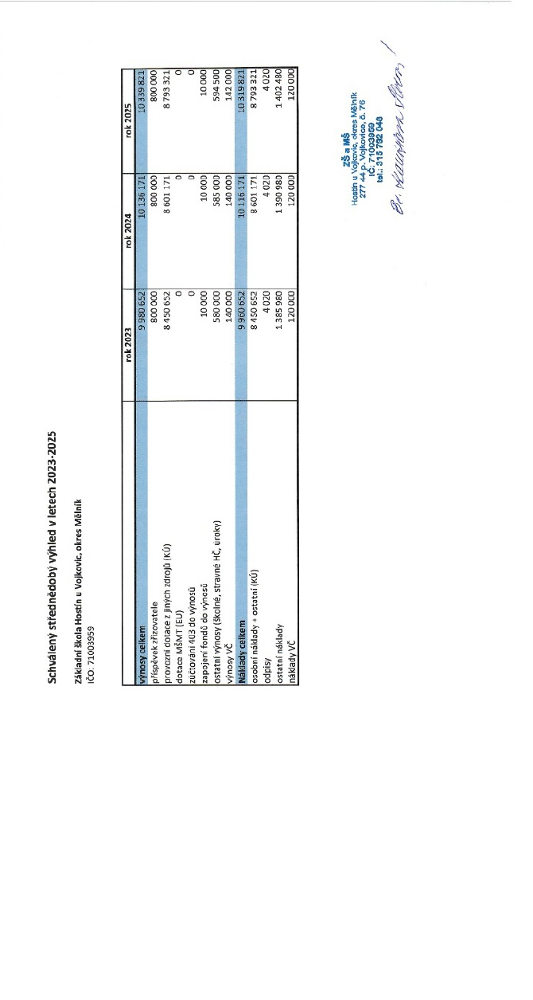 Schválený střednědobý výhled v letech 2023-2025
Základní škola Hostín u Vojkovic, okres Mělník
IČO: 71003959
rok 2023 rok 2024 rok 2025
výnosy celkem 9 980 652 10 136 171 10 339 821
příspěvek zřizovatele 800 000 800 000 800 000
provozní dotace z jiných zdrojů (KÚ) 8 450 652 8 601 171 8 793 321
dotace MŠMT (EU) 0 0 0
zúčtování 403 do výnosů 0 0 0
zapojení fondů do výnosů 10 000 10 000 10 000
ostatní výnosy (školné, stravné HČ, úroky) 580 000 585 000 594 500
výnosy VČ 140 000 140 000 142 000
Náklady celkem 9 960 652 10 116 171 10 319 821
osobní náklady + ostatní (KÚ) 8 450 652 8 601 171 8 793 321
odpisy 4 020 4 020 4 020
ostatní náklady 1 385 980 1 390 980 1 402 480
náklady VČ 120 000 120 000 120 000
ZŠ a MŠ
Hostín u Vojkovic, okres Mělník
277 44 p. Vojkovice, č. 76
IČ: 71003959
tel.: 315 792 048